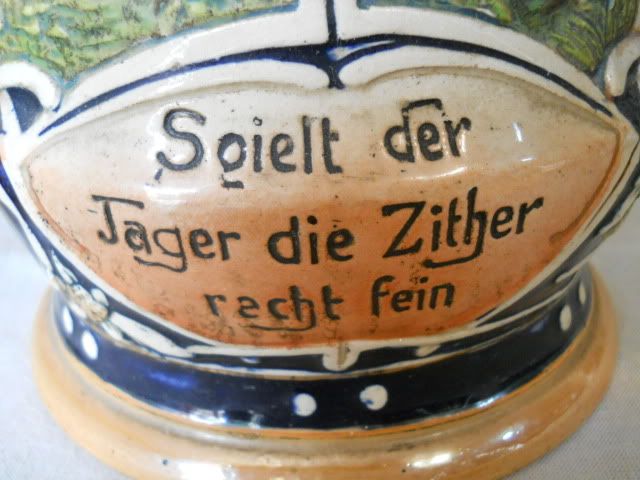 Spielt der
Jager die Zither
recht fein